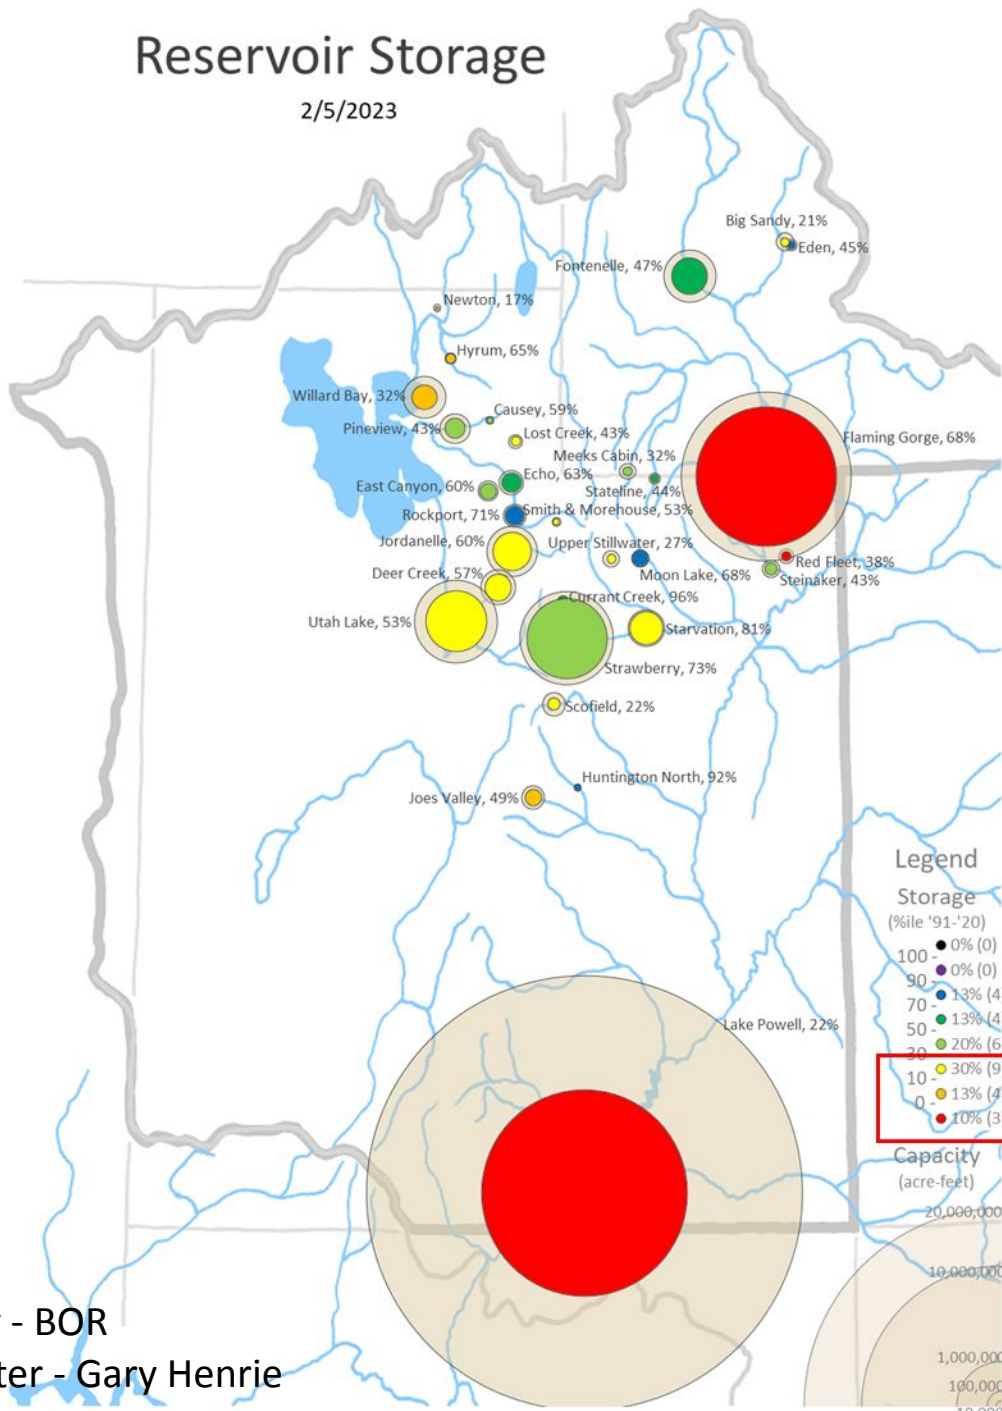 Reservoir Storage
2/5/2023
Big Sandy, 21%
Eden, 45%
Fontenelle, 47%
Newton, 17%
Hyrum, 65%
Willard Bay, 32%
Causey, 59%
Pineview, 43%
Lost Creek, 43%
Flaming Gorge, 68%
Meeks Cabin, 32%
Echo, 63%
East Canyon, 60%
Stateline, 44%
Smith & Morehouse, 53%
Rockport, 71%
Jordanelle, 60%
Upper Stillwater, 27%
Red Fleet, 38%
Deer Creek, 57%
Moon Lake, 68%
Steinaker, 43%
Currant Creek, 96%
Utah Lake, 53%
Starvation, 81%
Strawberry, 73%
Scofield, 22%
Huntington North, 92%
Joes Valley, 49%
Lake Powell, 22%
Legend
Storage
(%ile '91-'20)
0% (0)
100 -
0% (0)
90 -
13% (4
70 -
13% (4
50 -
20% (6
30
30% (9
10 -
13% (4
0 -
10% (3
Capacity
(acre-feet)
20,000,000
10,000,000
1,000,000
100,000
- BOR
ter - Gary Henrie